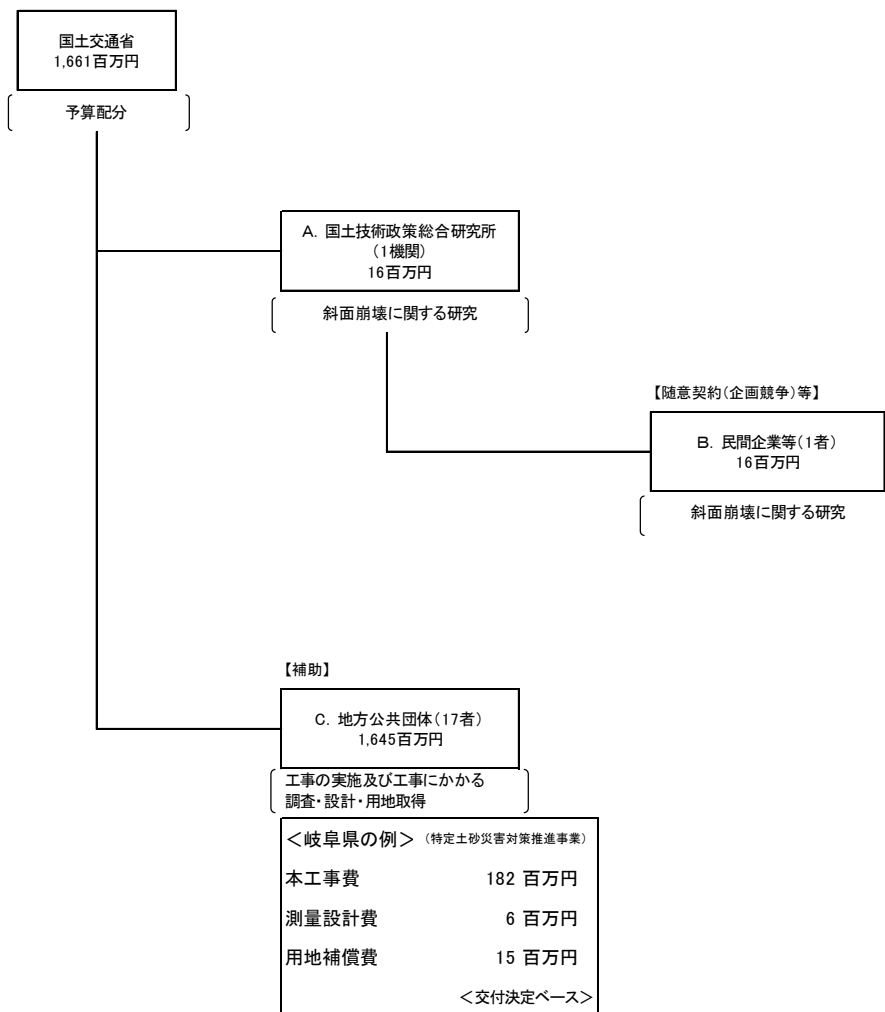 国土交通省
1,661百万円
予算配分
A. 国土技術政策総合研究所
(1機関)
16百万円
斜面崩壊に関する研究
【随意契約(企画競争)等】
B. 民間企業等(1者)
16百万円
斜面崩壊に関する研究
【補助】
C. 地方公共団体(17者)
1,645百万円
工事の実施及び工事にかかる
調査・設計・用地取得
<岐阜県の例> (特定土砂災害対策推進事業)
本工事費 182 百万円
測量設計費 6 百万円
用地補償費 15 百万円
<交付決定ベース>